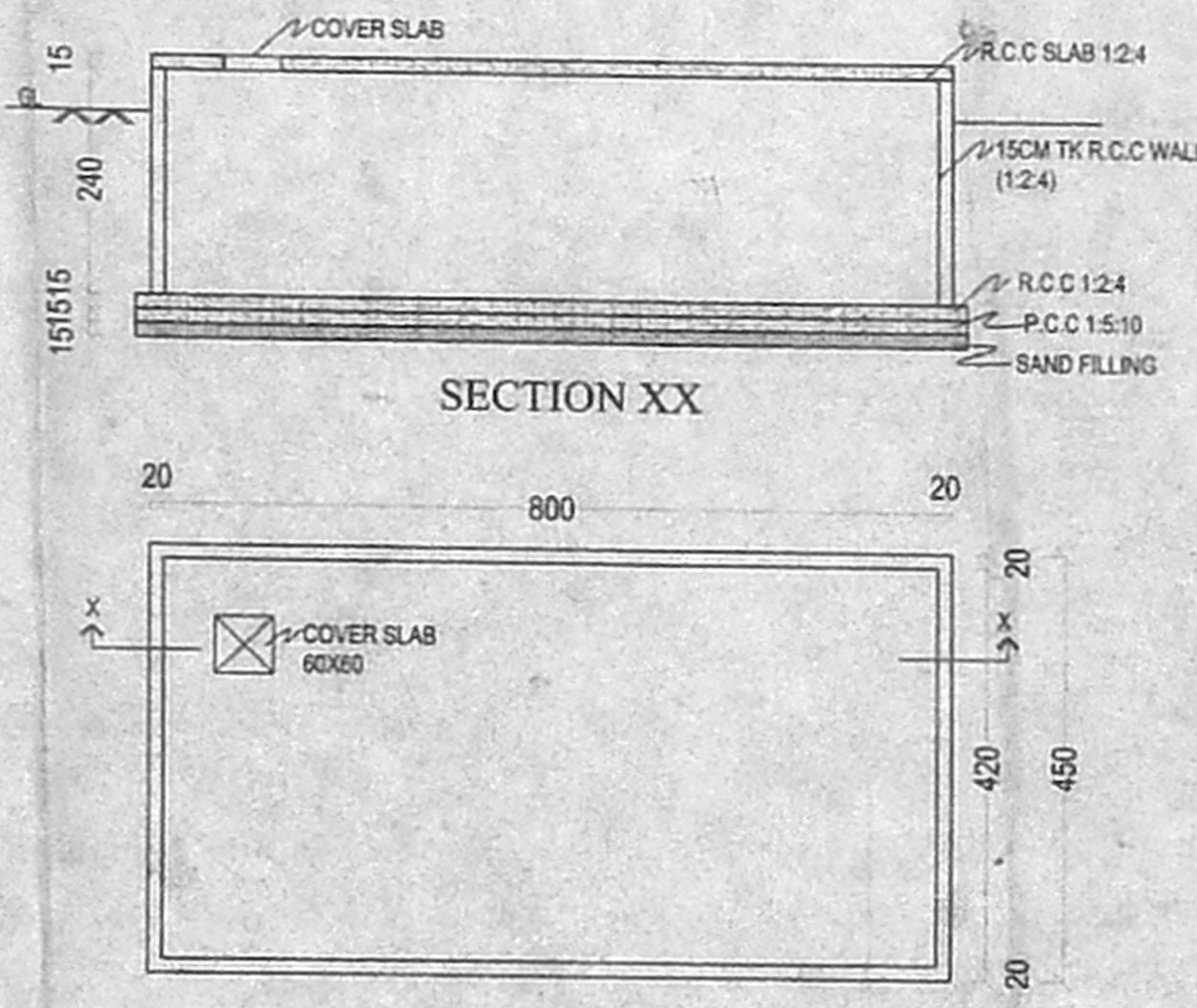 COVER SLAB
15
R.C.C SLAB 1:2:4
240
15CM TK R.C.C WALL
(1:2:4)
151515
R.C.C 1:2:4
P.C.C 1:5:10
SAND FILLING
SECTION XX
20
800
20
20
X
COVER SLAB
60X60
X
420
450
20